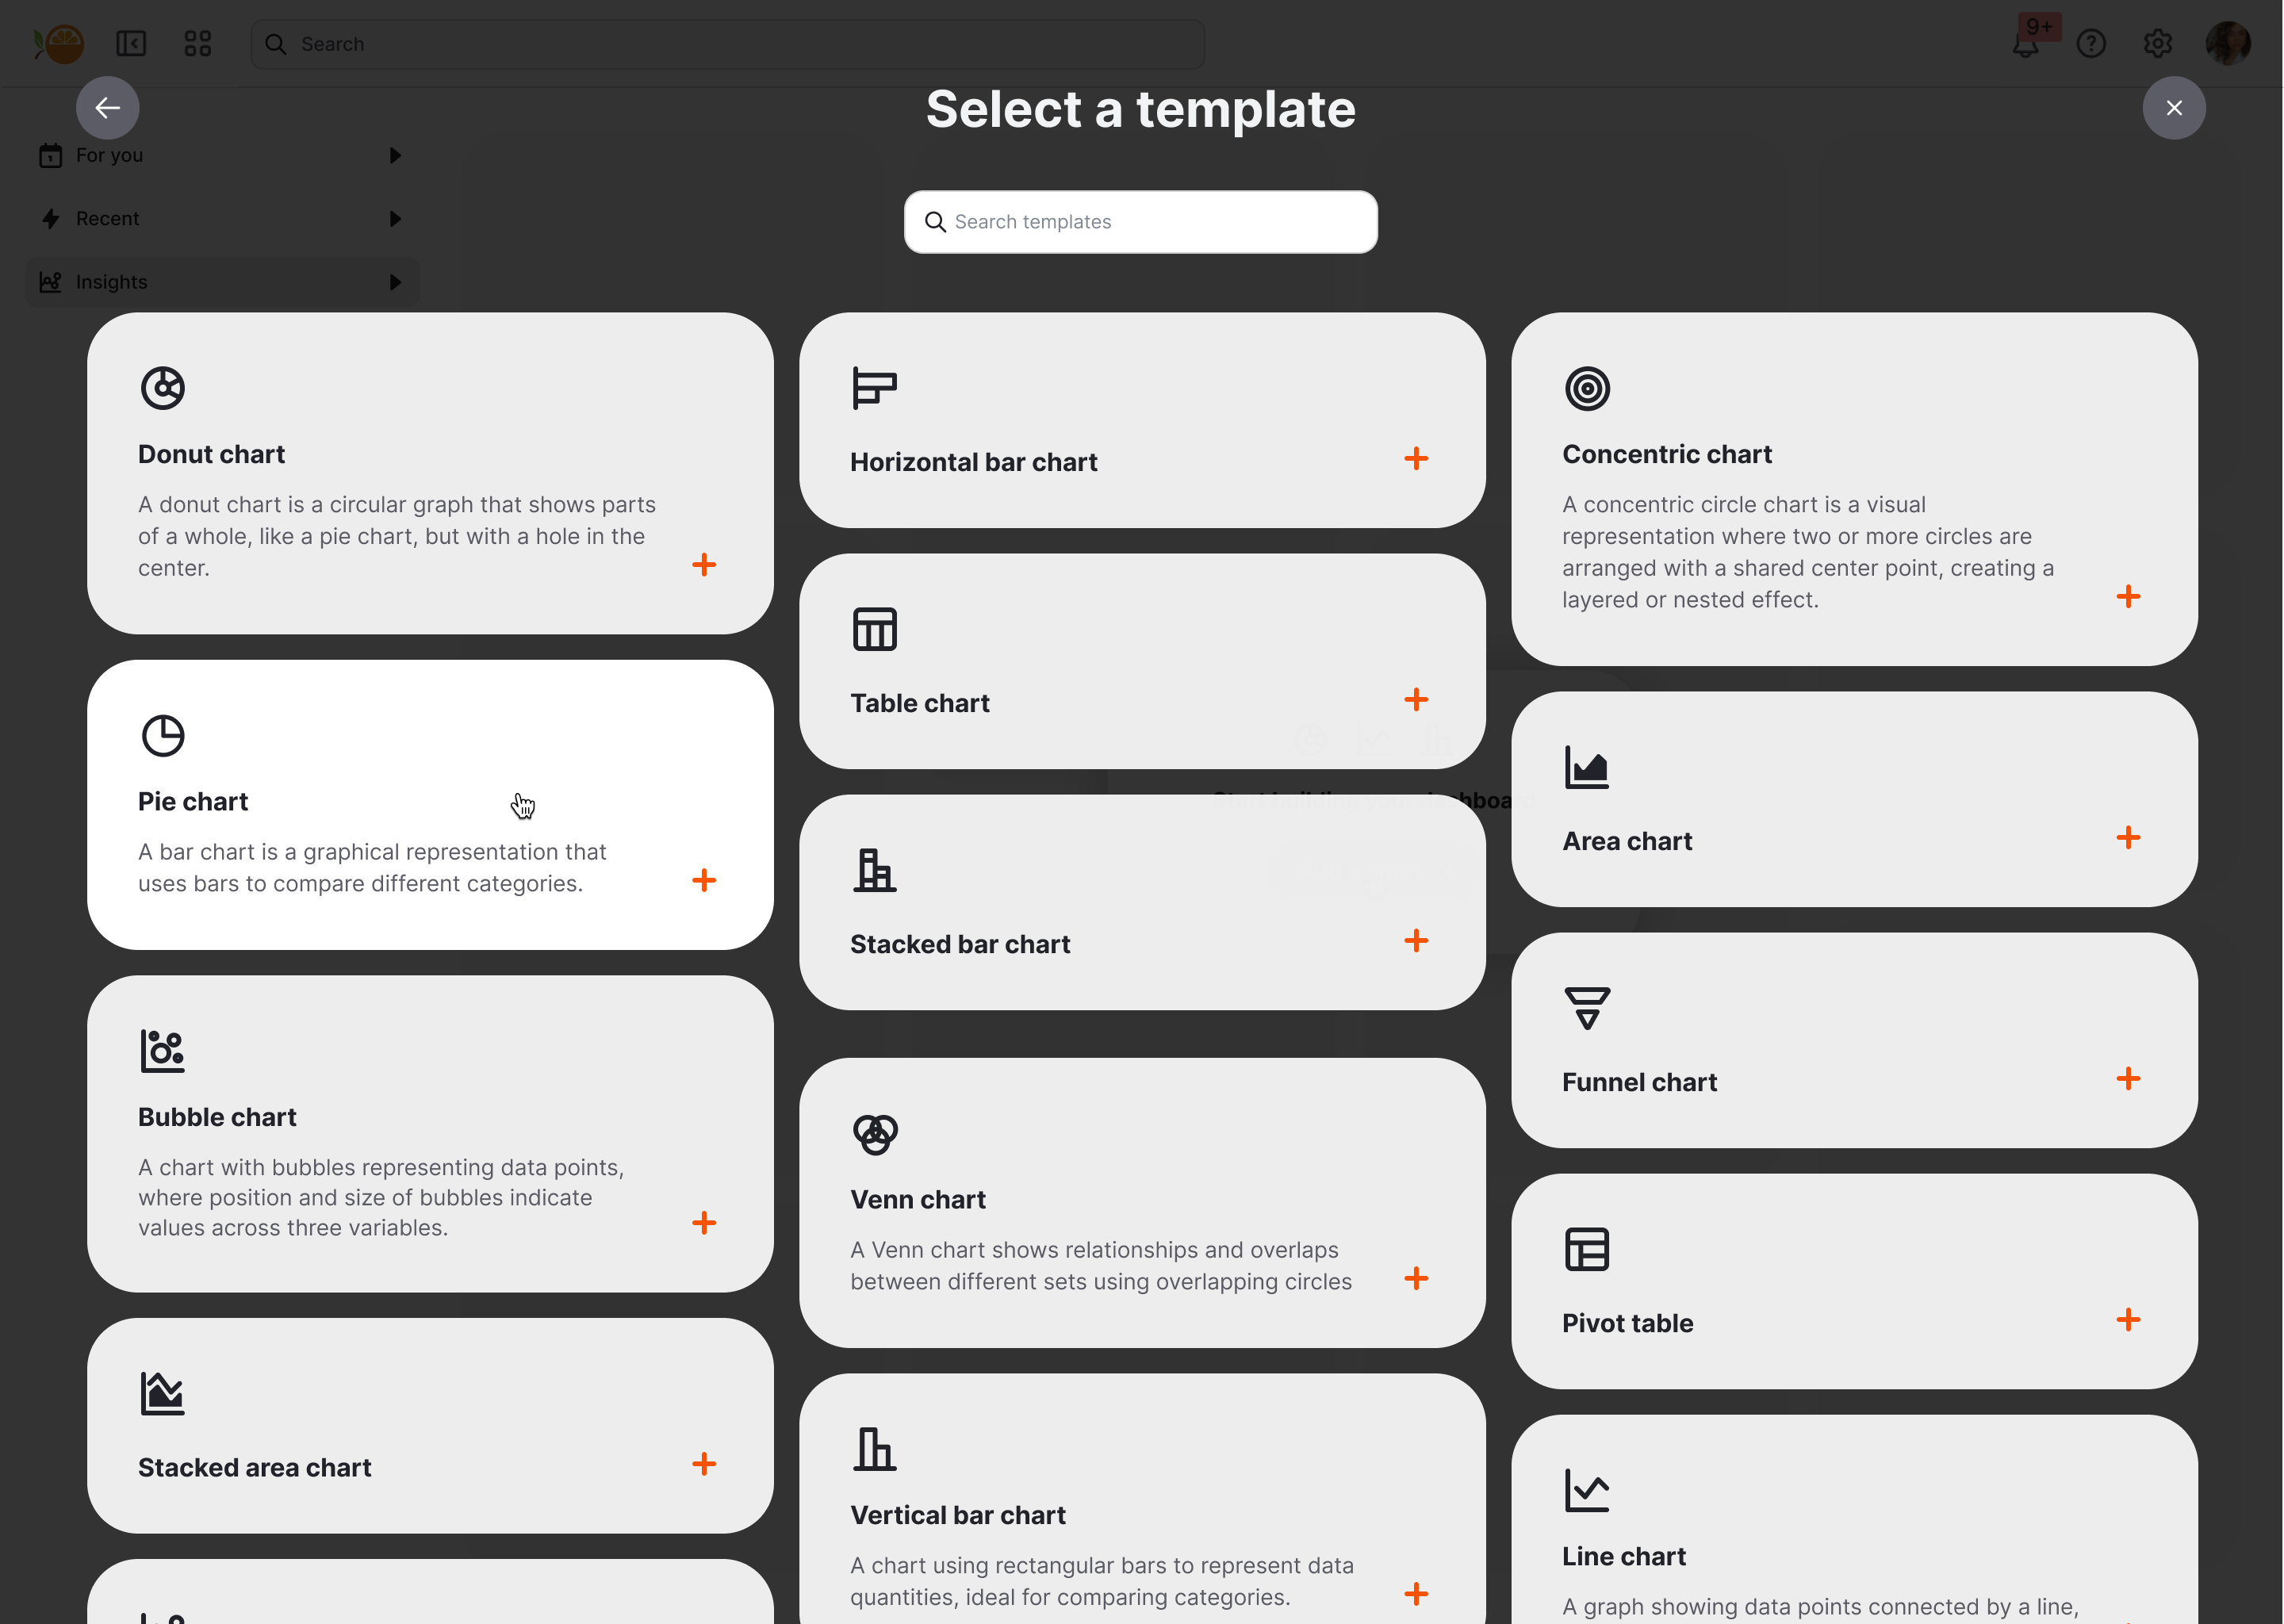 Search
9+
Select a template
For you
Recent
Insights
Search templates
Donut chart
A donut chart is a circular graph that shows parts
of a whole, like a pie chart, but with a hole in the
center.
Pie chart
A bar chart is a graphical representation that
uses bars to compare different categories.
Bubble chart
A chart with bubbles representing data points,
where position and size of bubbles indicate
values across three variables.
Stacked area chart
Horizontal bar chart
Table chart
Stacked bar chart
Venn chart
A Venn chart shows relationships and overlaps
between different sets using overlapping circles
Vertical bar chart
A chart using rectangular bars to represent data
quantities, ideal for comparing categories.
Concentric chart
A concentric circle chart is a visual
representation where two or more circles are
arranged with a shared center point, creating a
layered or nested effect.
Area chart
Funnel chart
Pivot table
Line chart
A graph showing data points connected by a line,